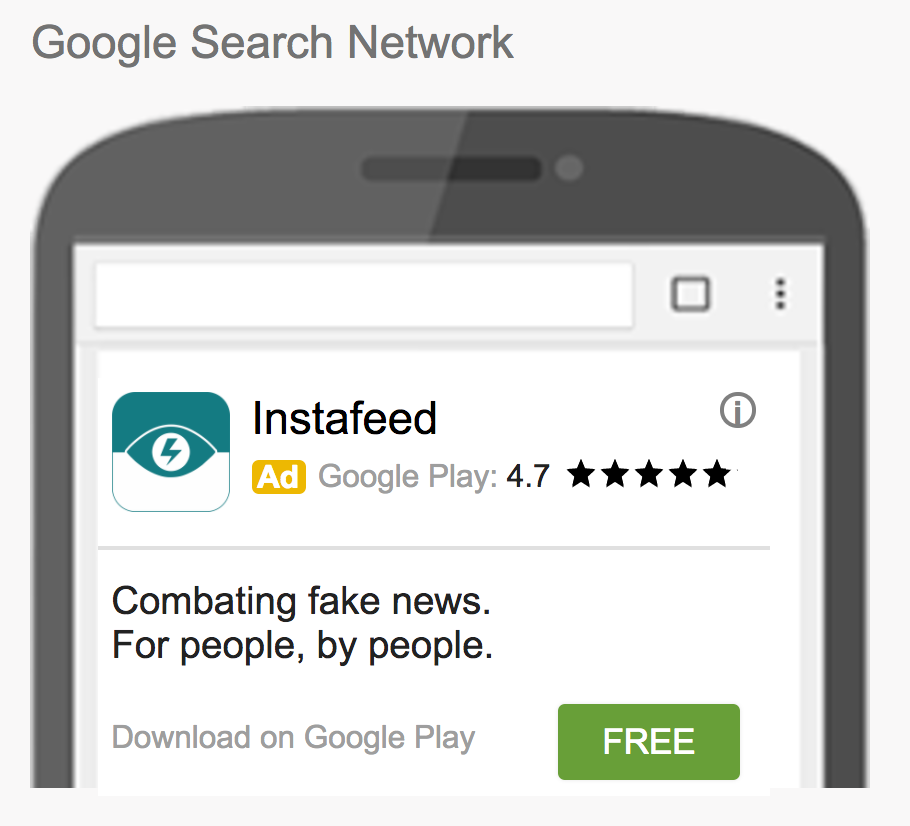 Google Search Network
Instafeed
Ad Google Play: 4.7
Combating fake news.
For people, by people.
Download on Google Play
FREE